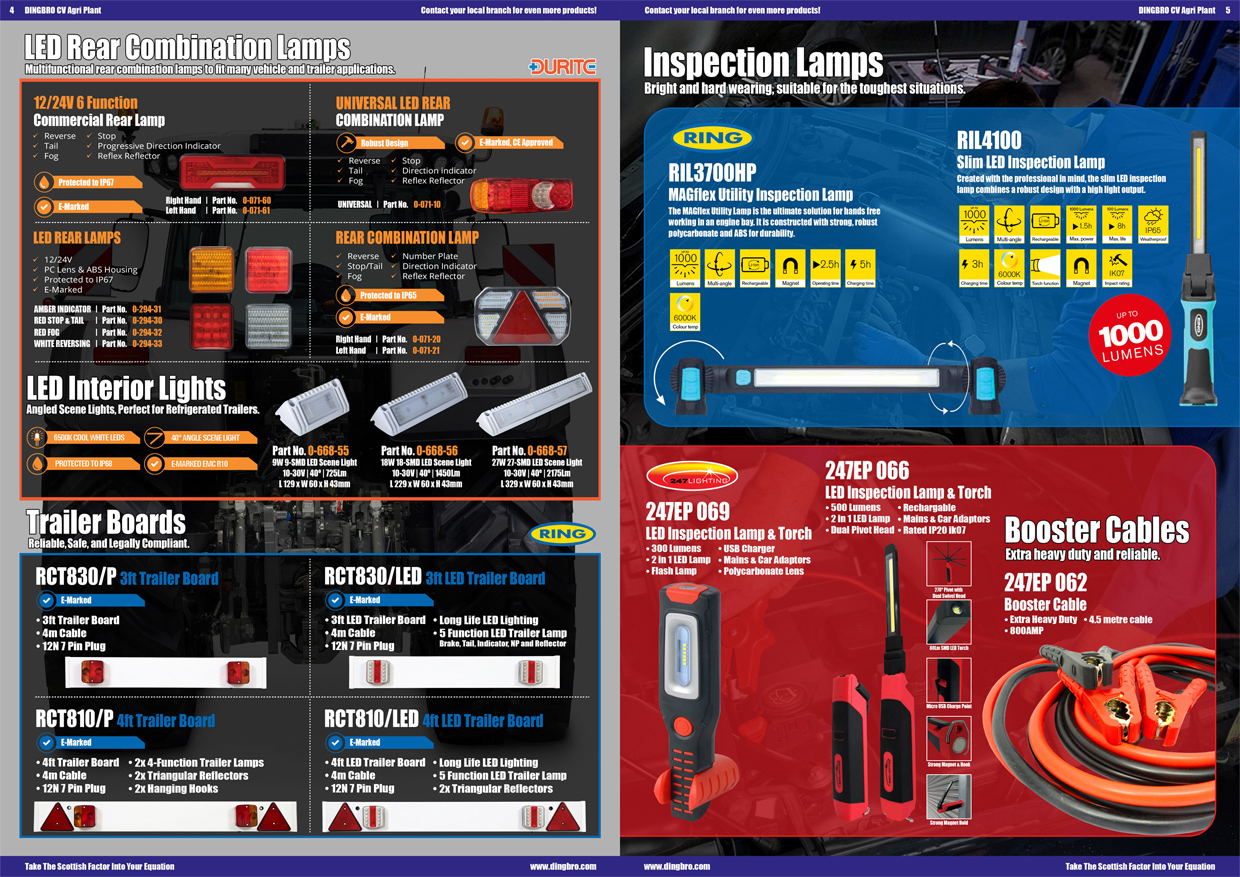 4 DINGBRO CV Agri Plant
Contact your local branch for even more products!
LED Rear Combination Lamps
Multifunctional rear combination lamps to fit many vehicle and trailer applications.
DURITE
12/24V 6 Function
Commercial Rear Lamp
Reverse
Tail
Fog
Stop
Progressive Direction Indicator
Reflex Reflector
Protected to IP67
E-Marked
Right Hand | Part No. 0-071-60
Left Hand | Part No. 0-071-61
UNIVERSAL LED REAR
COMBINATION LAMP
Robust Design
E-Marked, CE Approved
Reverse
Tail
Fog
Stop
Direction Indicator
Reflex Reflector
UNIVERSAL | Part No. 0-071-10
LED REAR LAMPS
12/24V
PC Lens & ABS Housing
Protected to IP67
E-Marked
AMBER INDICATOR | Part No. 0-294-31
RED STOP & TAIL | Part No. 0-294-30
RED FOG | Part No. 0-294-32
WHITE REVERSING | Part No. 0-294-33
REAR COMBINATION LAMP
Reverse
Stop/Tail
Fog
Number Plate
Direction Indicator
Reflex Reflector
Protected to IP65
E-Marked
Right Hand | Part No. 0-071-20
Left Hand | Part No. 0-071-21
LED Interior Lights
Angled Scene Lights, Perfect for Refrigerated Trailers.
6500K COOL WHITE LEDS
40° ANGLE SCENE LIGHT
PROTECTED TO IP68
E-MARKED EMC R10
Part No. 0-668-55
9W 9-SMD LED Scene Light
10-30V | 40° | 725Lm
L 129 x W 60 x H 43mm
Part No. 0-668-56
18W 18-SMD LED Scene Light
10-30V | 40° | 1450Lm
L 229 x W 60 x H 43mm
Part No. 0-668-57
27W 27-SMD LED Scene Light
10-30V | 40° | 2175Lm
L 329 x W 60 x H 43mm
Trailer Boards
Reliable, Safe, and Legally Compliant.
RING
RCT830/P 3ft Trailer Board
E-Marked
• 3ft Trailer Board
• 4m Cable
• 12N 7 Pin Plug
RCT830/LED 3ft LED Trailer Board
E-Marked
• 3ft LED Trailer Board
• 4m Cable
• 12N 7 Pin Plug
• Long Life LED Lighting
• 5 Function LED Trailer Lamp
Brake, Tail, Indicator, NP and Reflector
RCT810/P 4ft Trailer Board
E-Marked
• 4ft Trailer Board
• 4m Cable
• 12N 7 Pin Plug
• 2x 4-Function Trailer Lamps
• 2x Triangular Reflectors
• 2x Hanging Hooks
RCT810/LED 4ft LED Trailer Board
E-Marked
• 4ft LED Trailer Board
• 4m Cable
• 12N 7 Pin Plug
• Long Life LED Lighting
• 5 Function LED Trailer Lamp
• 2x Triangular Reflectors
Take The Scottish Factor Into Your Equation
www.dingbro.com
Contact your local branch for even more products!
DINGBRO CV Agri Plant 5
Inspection Lamps
Bright and hard wearing, suitable for the toughest situations.
RING
RIL3700HP
MAGflex Utility Inspection Lamp
The MAGflex Utility Lamp is the ultimate solution for hands free
working in an engine bay. It is constructed with strong, robust
polycarbonate and ABS for durability.
1000
Lumens
Multi-angle
Rechargeable
Magnet
2.5h
Operating time
5h
Charging time
6000K
Colour temp
RIL4100
Slim LED Inspection Lamp
Created with the professional in mind, the slim LED inspection
lamp combines a robust design with a high light output.
UP TO
1000
Lumens
Multi-angle
Rechargeable
1000 Lumens
1.5h
Max. power
100 Lumens
8h
Max. life
IP65
Weatherproof
3h
Charging time
6000K
Colour temp
Torch function
Magnet
IK07
Impact rating
UP TO
1000
LUMENS
247LIGHTING
247EP 069
LED Inspection Lamp & Torch
• 300 Lumens
• 2 in 1 LED Lamp
• Flash Lamp
• USB Charger
• Mains & Car Adaptors
• Polycarbonate Lens
247EP 066
LED Inspection Lamp & Torch
• 500 Lumens
• 2 in 1 LED Lamp
• Dual Pivot Head
• Rechargable
• Mains & Car Adaptors
• Rated IP20 ik07
270° Pivot with
Dual Swivel Head
80Lm SMD LED Torch
Micro USB Charge Point
Strong Magnet & Hook
Strong Magnet Hold
Booster Cables
Extra heavy duty and reliable.
247EP 062
Booster Cable
• Extra Heavy Duty
• 4.5 metre cable
• 800AMP
www.dingbro.com
Take The Scottish Factor Into Your Equation